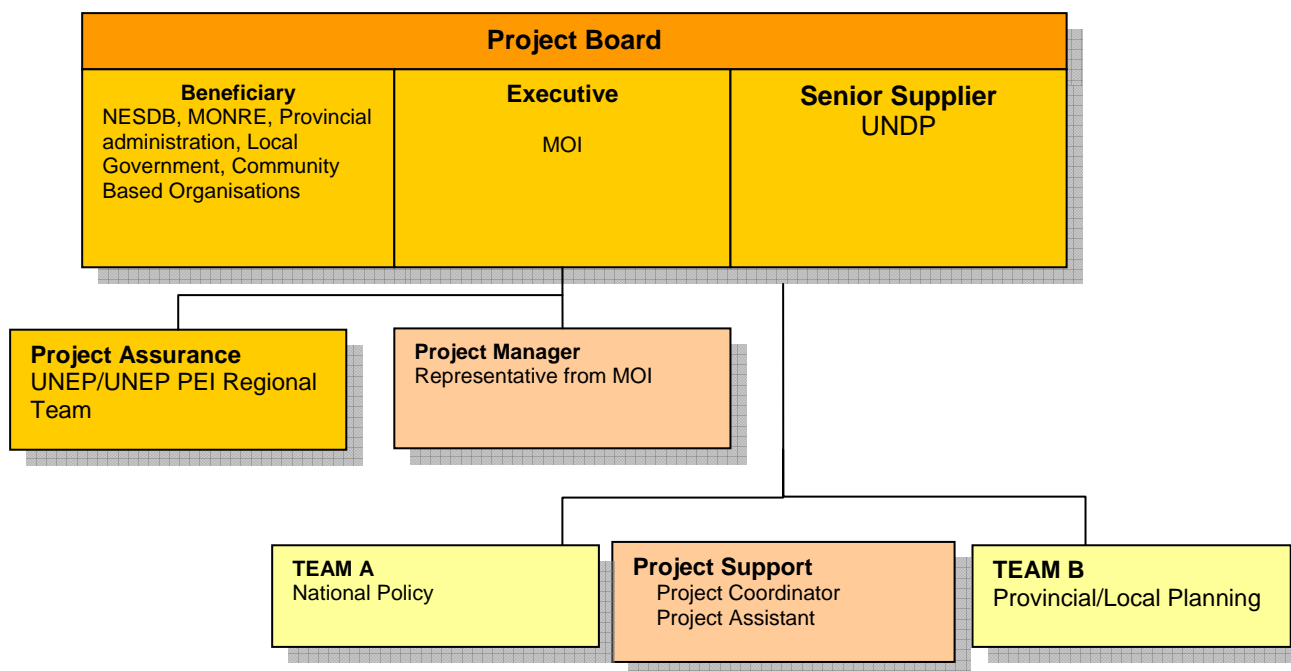 Project Board
Beneficiary
NESDB, MONRE, Provincial
administration, Local
Government, Community
Based Organisations
Executive
MOI
Senior Supplier
UNDP
Project Assurance
UNEP/UNEP PEI Regional
Team
Project Manager
Representative from MOI
TEAM A
National Policy
Project Support
Project Coordinator
Project Assistant
TEAM B
Provincial/Local Planning